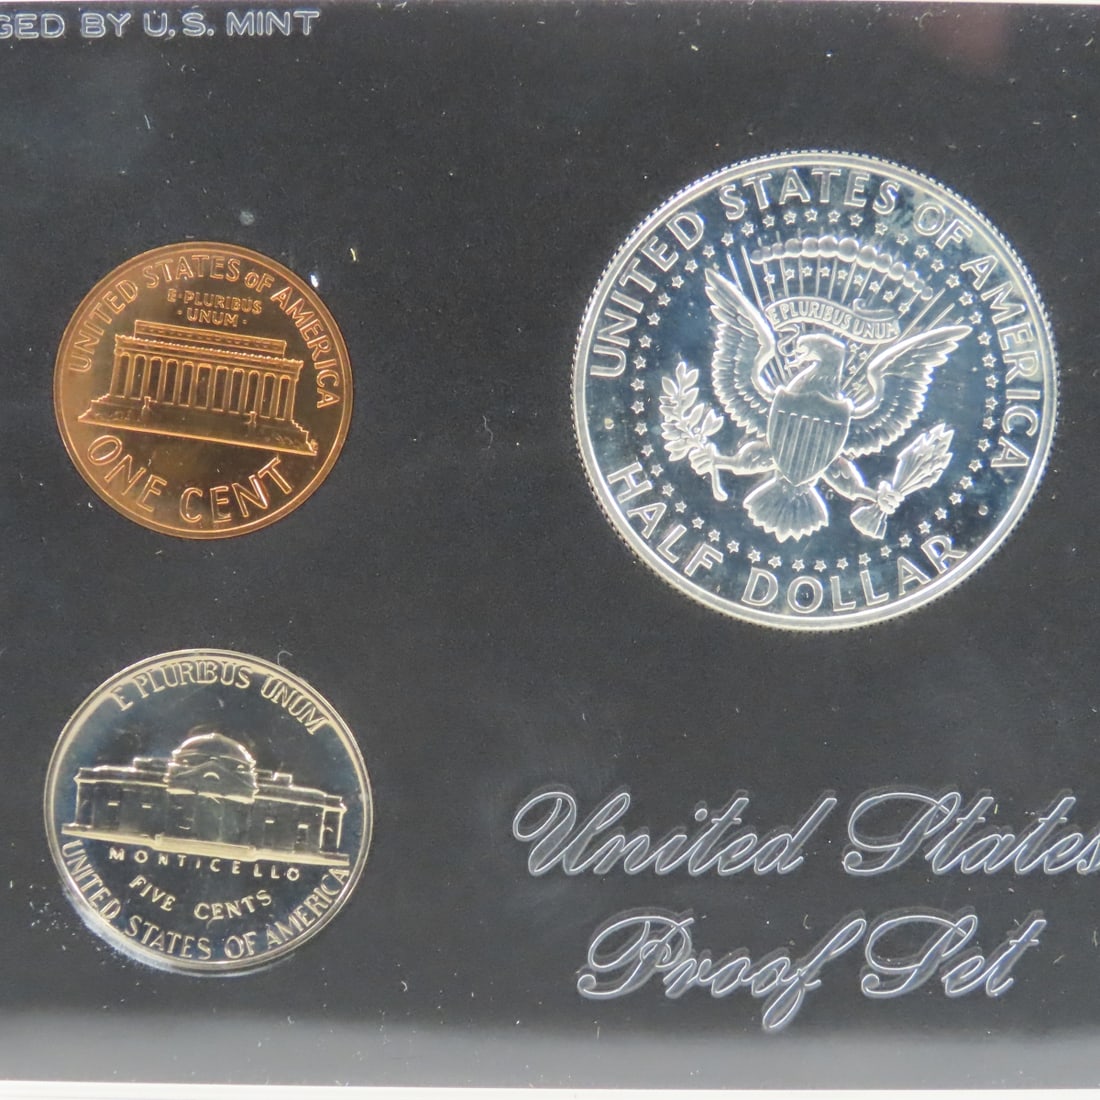 GED BY U.S. MINT
UNITED STATES OF AMERICA
E·PLURIBUS
·UNUM·
ONE CENT
UNITED STATES OF AMERICA
E PLURIBUS UNUM
HALF DOLLAR
E PLURIBUS UNUM
MONTICELLO
FIVE CENTS
UNITED STATES OF AMERICA
United States
Proof Set